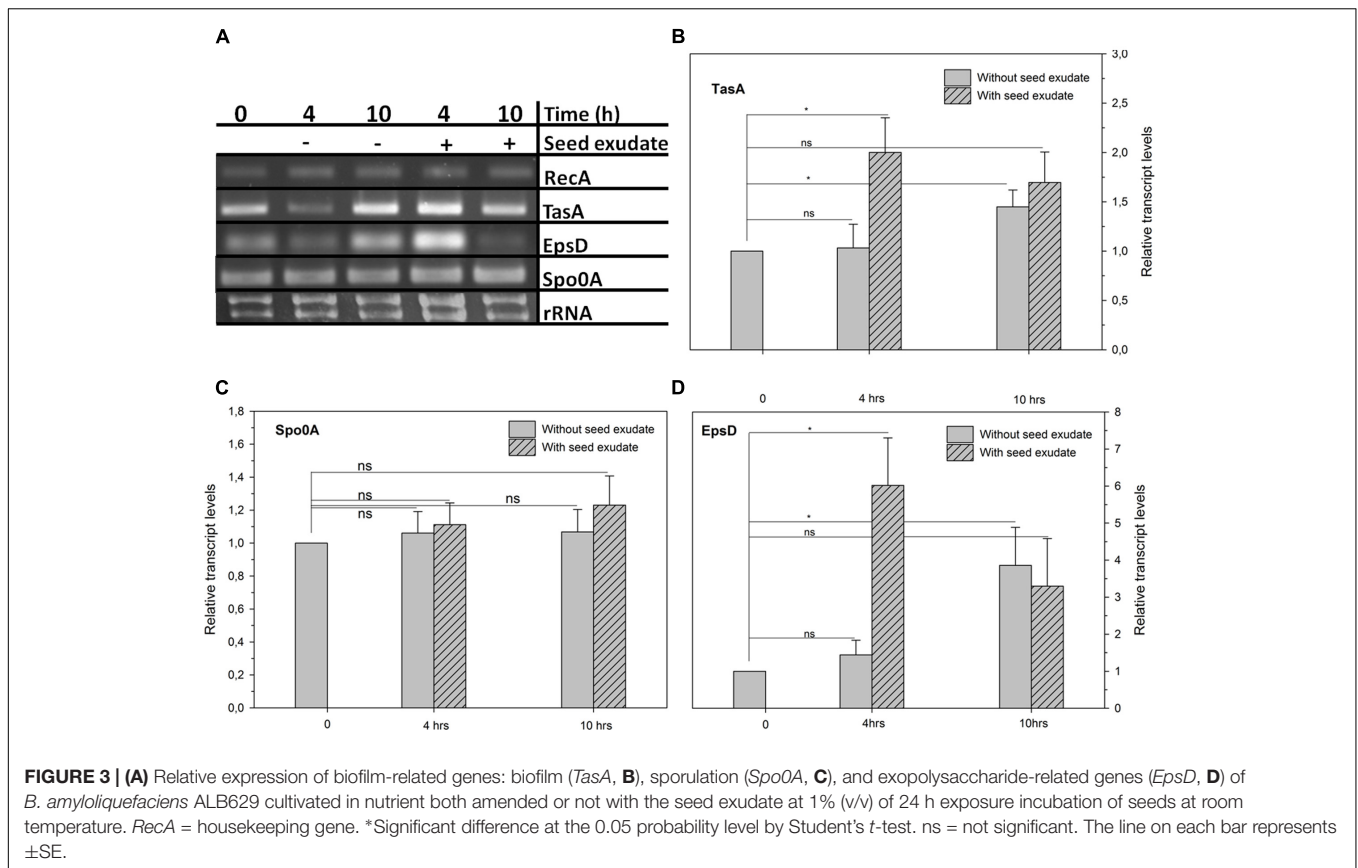 A
0 4 10 4 10 Time (h)
- - + + Seed exudate
RecA
TasA
EpsD
Spo0A
rRNA
B
TasA
Without seed exudate
With seed exudate
*
ns
*
ns
3,0
2,5
2,0
1,5
1,0
0,5
0,0
Relative transcript levels
C
Spo0A
Without seed exudate
With seed exudate
ns
ns
ns
ns
1,8
1,6
1,4
1,2
1,0
0,8
0,6
0,4
0,2
0,0
Relative transcript levels
0 4 hrs 10 hrs
D
0 4 hrs 10 hrs
EpsD
Without seed exudate
With seed exudate
*
*
ns
ns
8
7
6
5
4
3
2
1
0
Relative transcript levels
0 4hrs 10hrs
FIGURE 3 | (A) Relative expression of biofilm-related genes: biofilm (TasA, B), sporulation (Spo0A, C), and exopolysaccharide-related genes (EpsD, D) of
B. amyloliquefaciens ALB629 cultivated in nutrient both amended or not with the seed exudate at 1% (v/v) of 24 h exposure incubation of seeds at room
temperature. RecA = housekeeping gene. *Significant difference at the 0.05 probability level by Student's t-test. ns = not significant. The line on each bar represents
±SE.